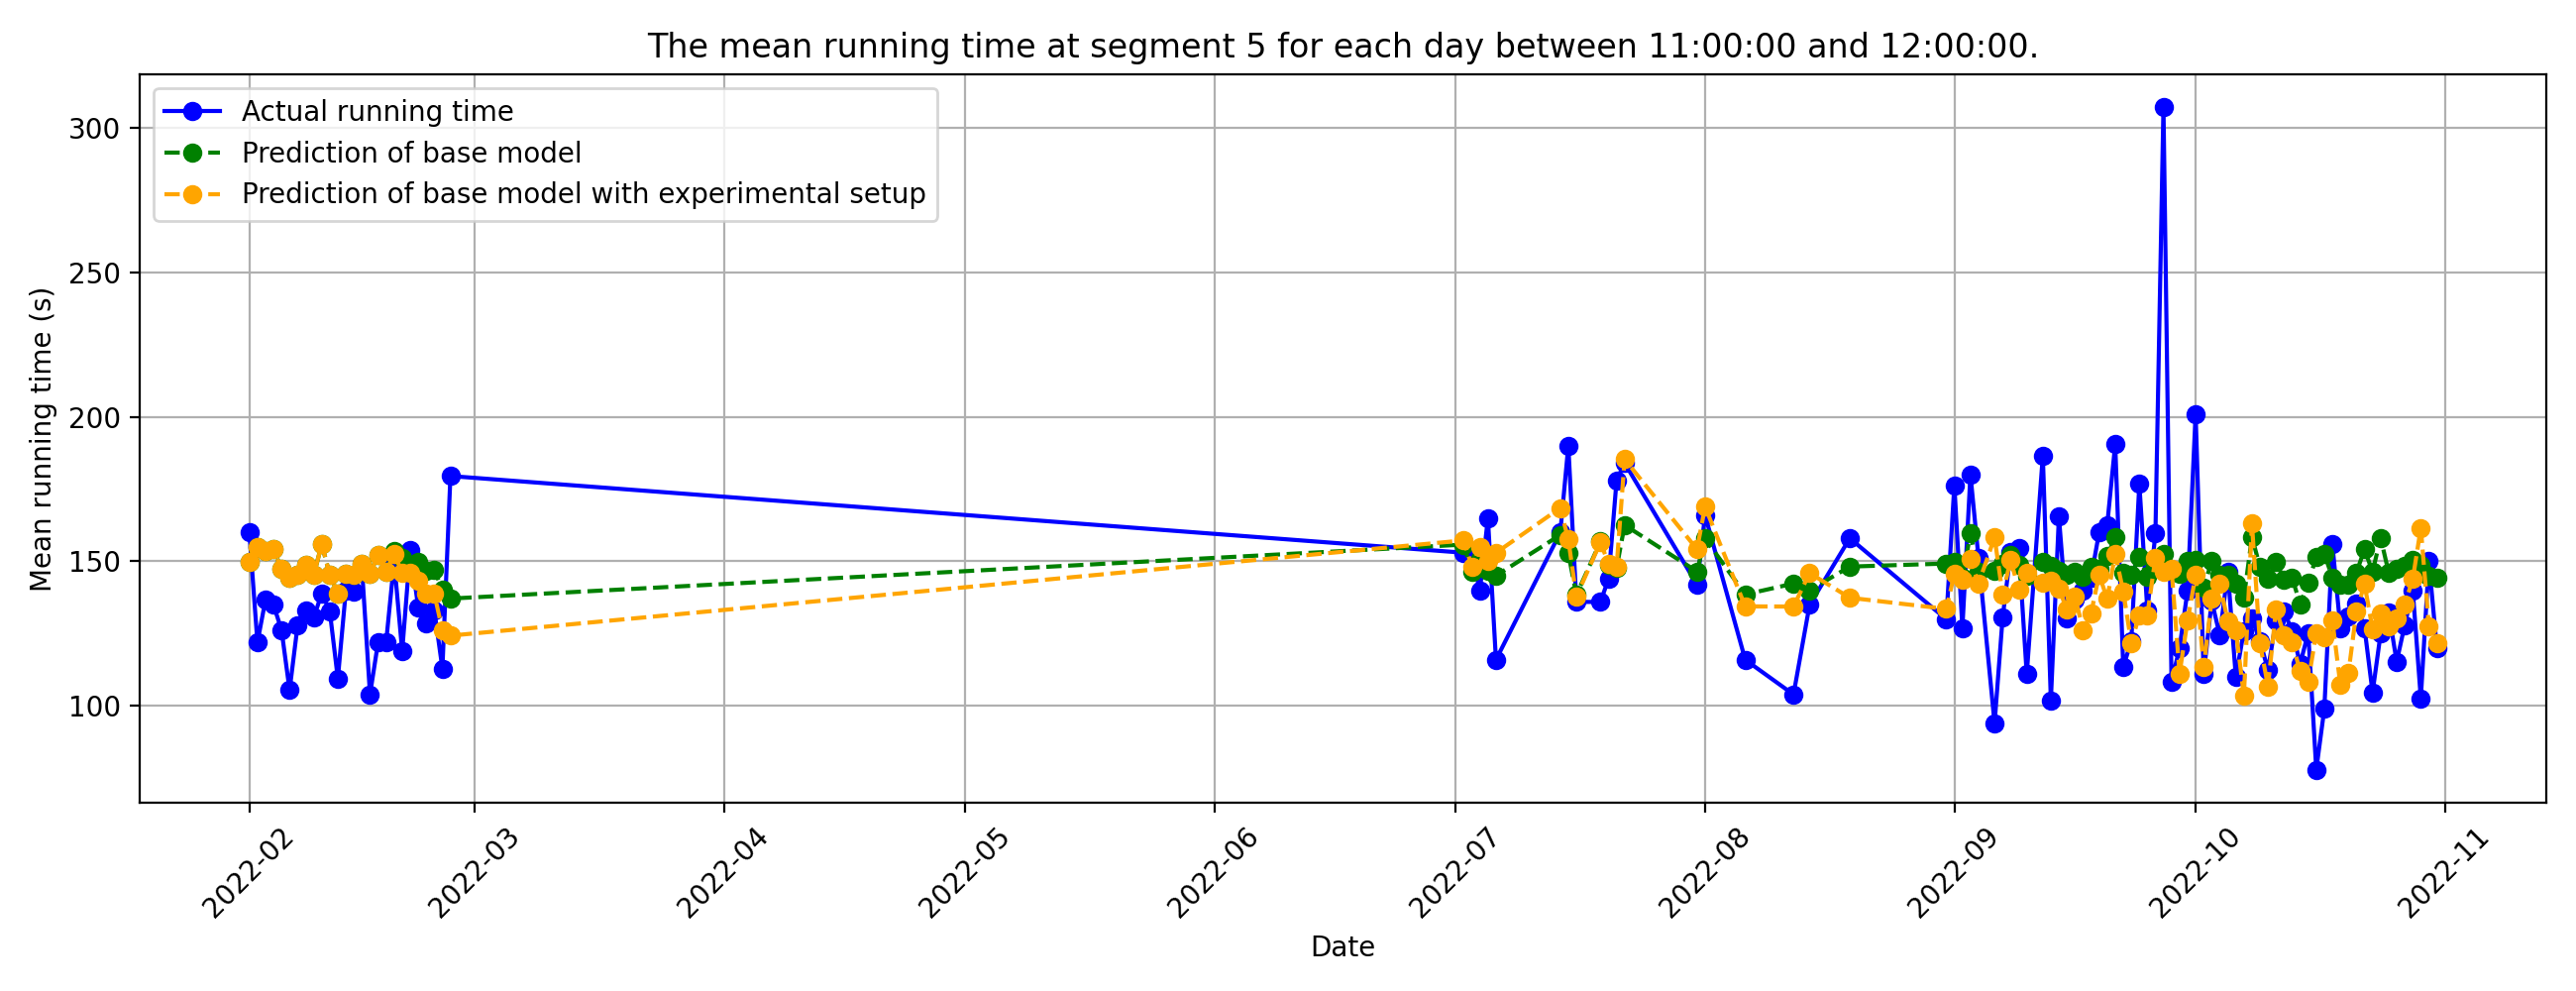 The mean running time at segment 5 for each day between 11:00:00 and 12:00:00.
Actual running time
Prediction of base model
Prediction of base model with experimental setup
Mean running time (s)
300
250
200
150
100
2022-02
2022-03
2022-04
2022-05
2022-06
2022-07
2022-08
2022-09
2022-10
2022-11
Date